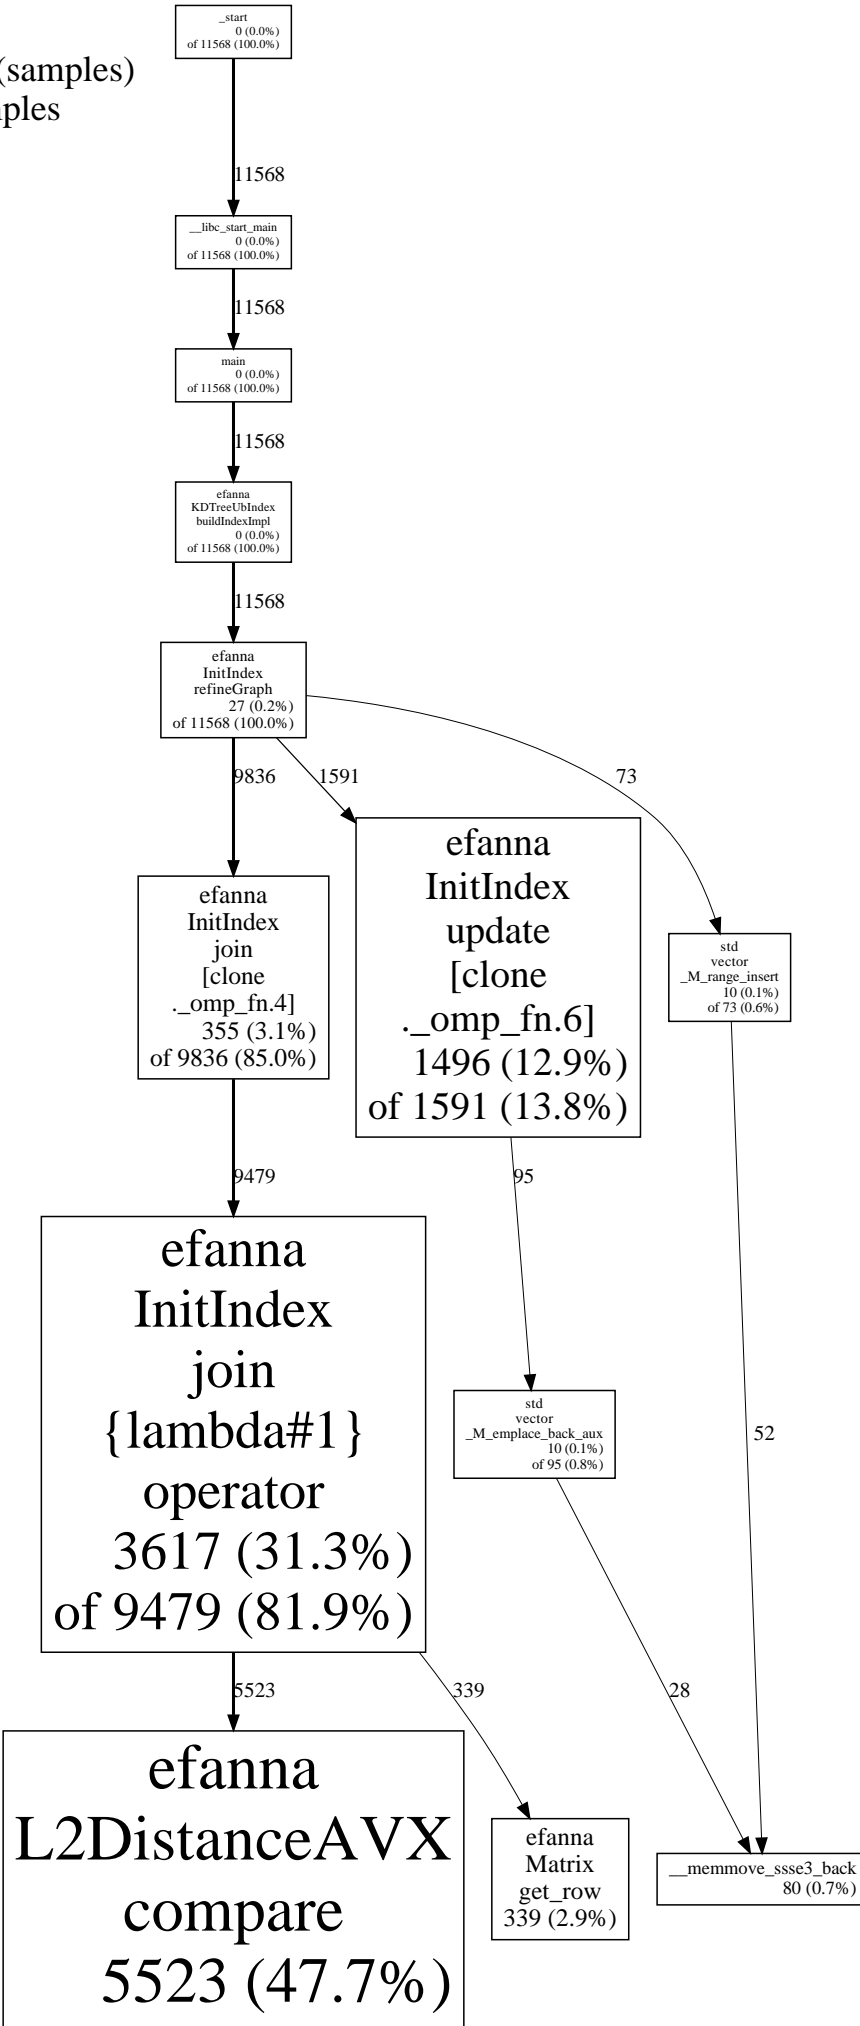 _start
0 (0.0%)
of 11568 (100.0%)
(samples)
11568
__libc_start_main
0 (0.0%)
of 11568 (100.0%)
11568
main
0 (0.0%)
of 11568 (100.0%)
11568
efanna
KDTreeUbIndex
buildIndexImpl
0 (0.0%)
of 11568 (100.0%)
11568
efanna
InitIndex
refineGraph
27 (0.2%)
of 11568 (100.0%)
9836
1591
73
efanna
InitIndex
join
[clone
._omp_fn.4]
355 (3.1%)
of 9836 (85.0%)
efanna
InitIndex
update
[clone
._omp_fn.6]
1496 (12.9%)
of 1591 (13.8%)
std
vector
_M_range_insert
10 (0.1%)
of 73 (0.6%)
9479
95
efanna
InitIndex
join
{lambda#1}
operator
3617 (31.3%)
of 9479 (81.9%)
std
vector
_M_emplace_back_aux
10 (0.1%)
of 95 (0.8%)
52
5523
339
28
efanna
L2DistanceAVX
compare
5523 (47.7%)
efanna
Matrix
get_row
339 (2.9%)
__memmove_ssse3_back
80 (0.7%)